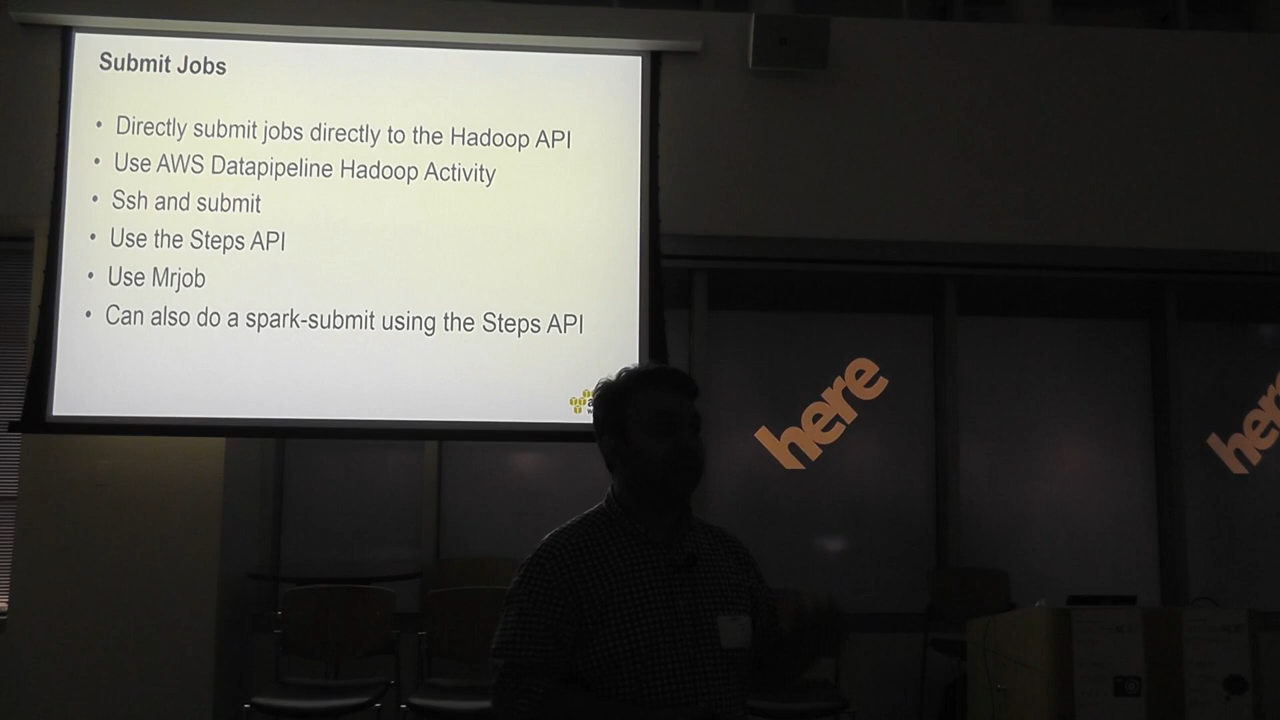 Submit Jobs
• Directly submit jobs directly to the Hadoop API
• Use AWS Datapipeline Hadoop Activity
• Ssh and submit
• Use the Steps API
• Use Mrjob
• Can also do a spark-submit using the Steps API
here
here